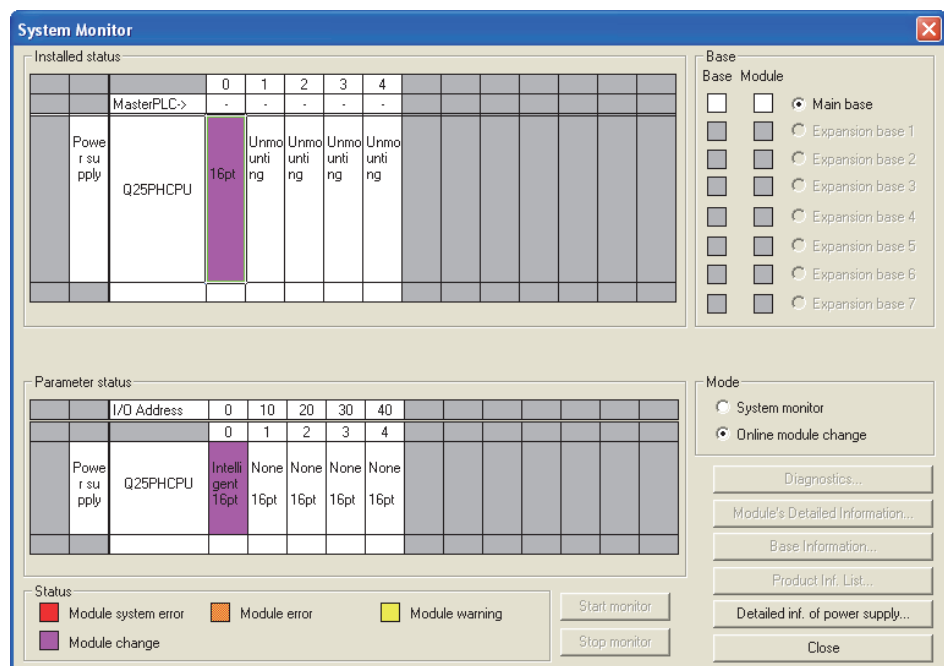 System Monitor
Installed status
0 1 2 3 4
MasterPLC-> - - - - -
Powe
r su
pply
Q25PHCPU
16pt
Unmo
unti
ng
Unmo
unti
ng
Unmo
unti
ng
Unmo
unti
ng
Base
Base Module
Main base
Expansion base 1
Expansion base 2
Expansion base 3
Expansion base 4
Expansion base 5
Expansion base 6
Expansion base 7
Parameter status
I/O Address 0 10 20 30 40
0 1 2 3 4
Powe
r su
pply
Q25PHCPU
Intelli
gent
16pt
None
16pt
None
16pt
None
16pt
None
16pt
Mode
System monitor
Online module change
Diagnostics...
Module's Detailed Information...
Base Information...
Product Inf. List...
Detailed inf. of power supply...
Close
Status
Module system error
Module error
Module warning
Module change
Start monitor
Stop monitor